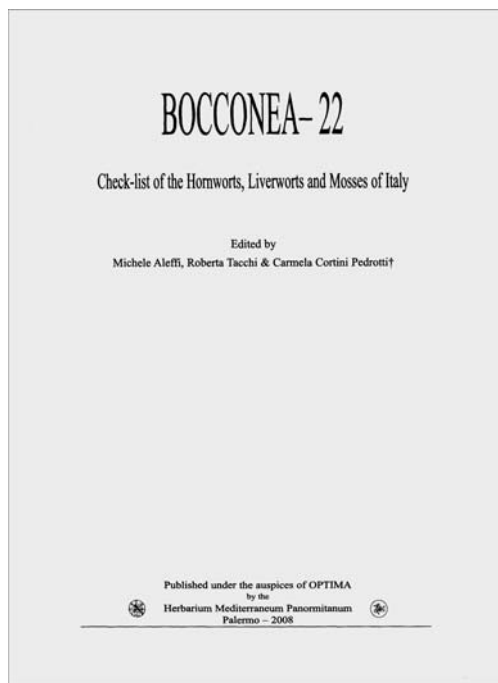 BOCCONEA– 22
Check-list of the Hornworts, Liverworts and Mosses of Italy
Edited by
Michele Aleffi, Roberta Tacchi & Carmela Cortini Pedrotti†
Published under the auspices of OPTIMA
by the
Herbarium Mediterraneum Panormitanum
Palermo – 2008